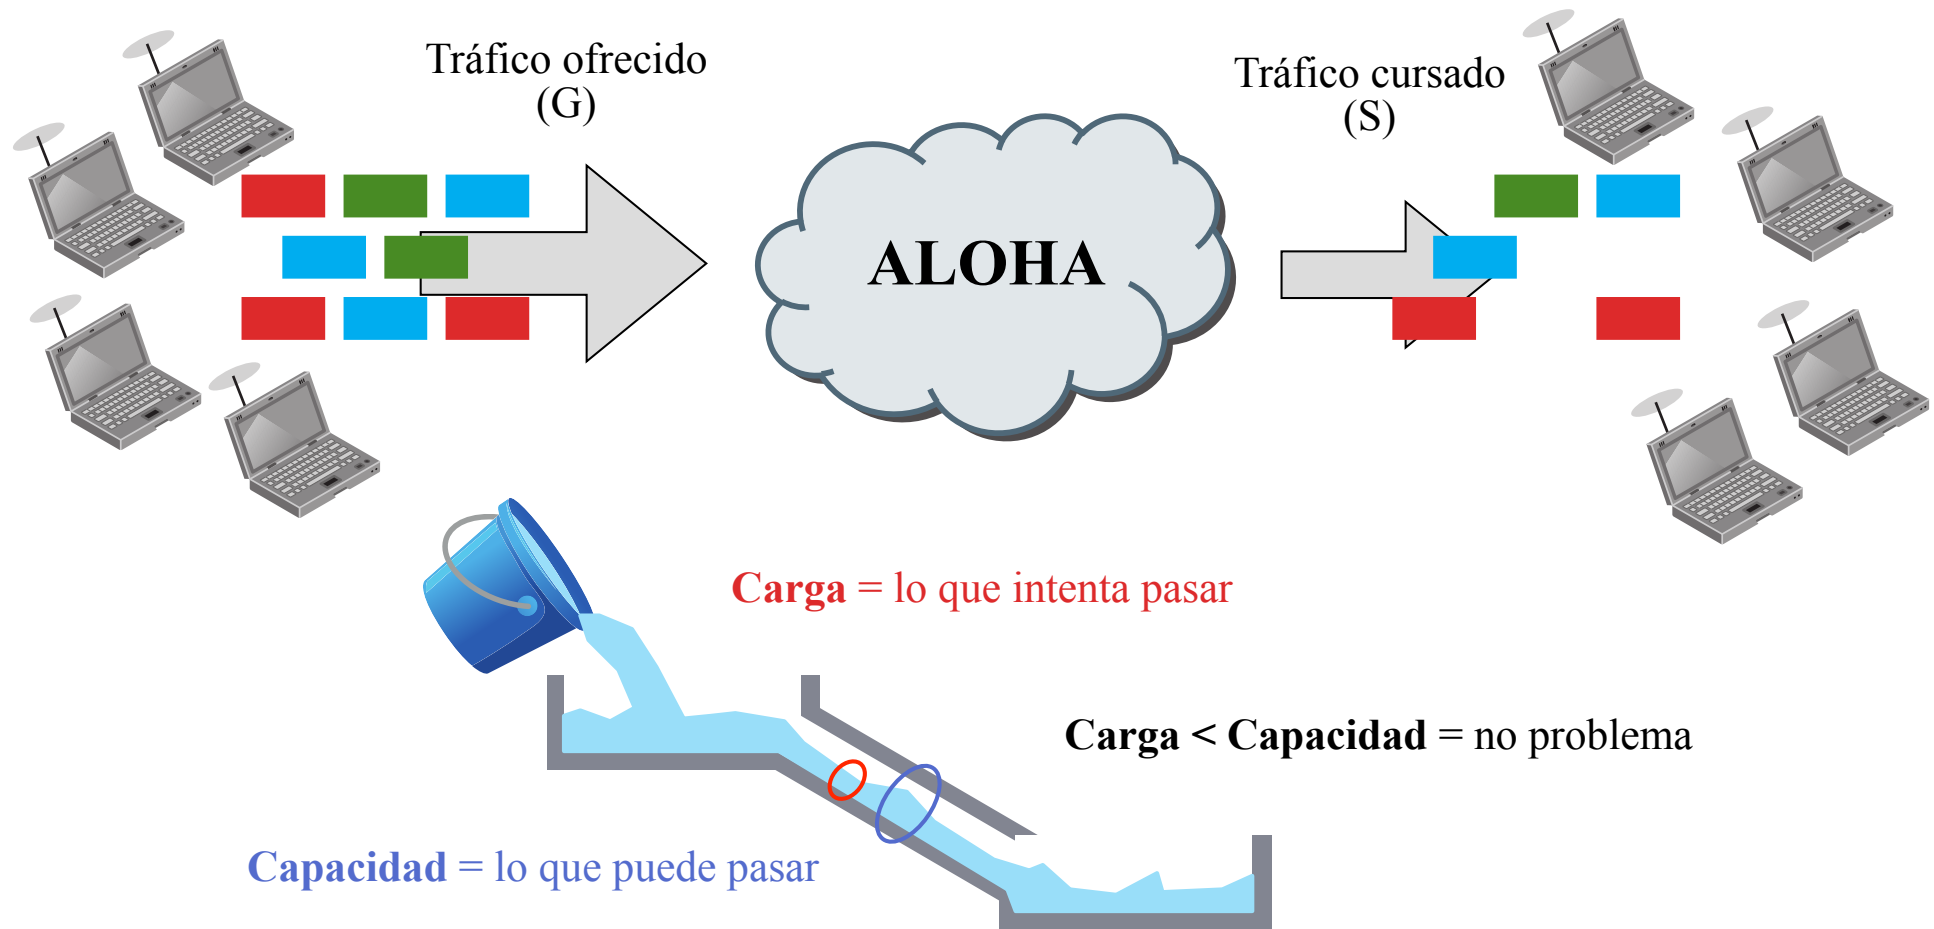 Tráfico ofrecido
(G)
Tráfico cursado
(S)
ALOHA
Carga = lo que intenta pasar
Carga < Capacidad = no problema
Capacidad = lo que puede pasar